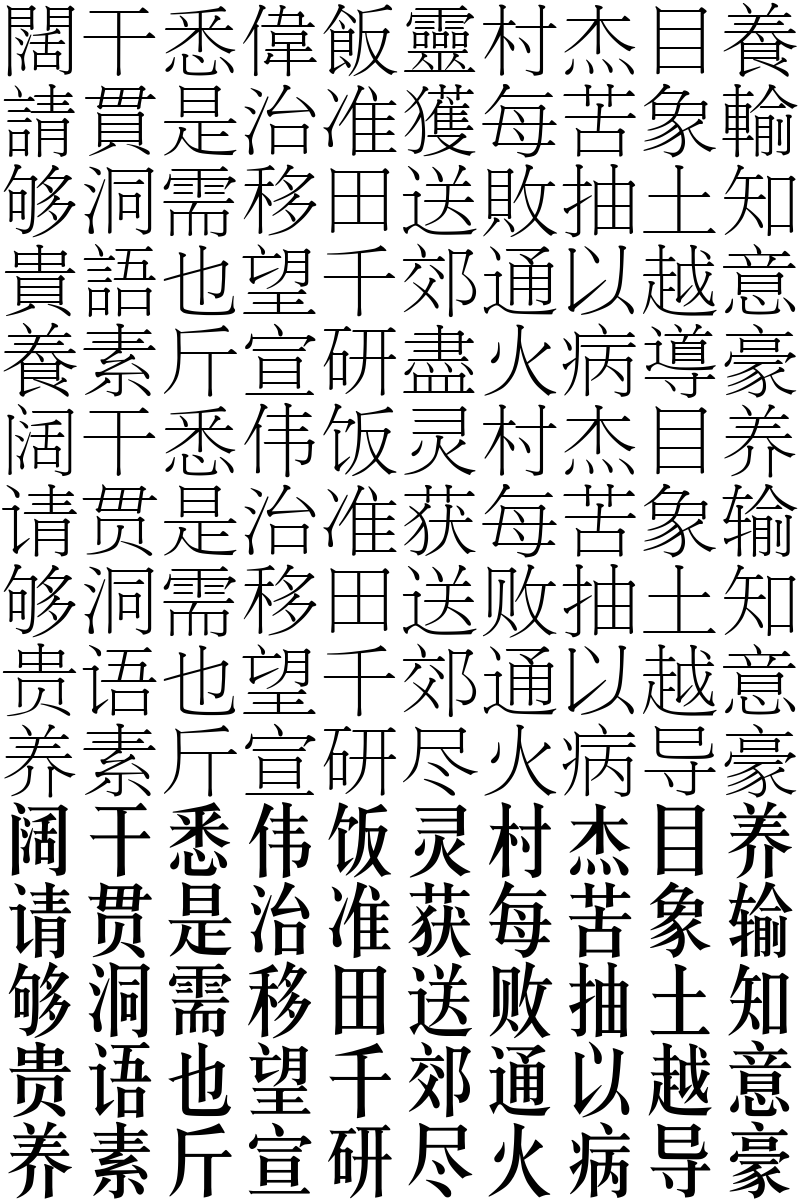 闊干悉偉飯靈村杰目養
請貫是治准獲每苦象輸
够洞需移田送敗抽土知
貴語也望千郊通以越意
養素斤宣研盡火病導豪
阔干悉伟饭灵村杰目养
请贯是治准获每苦象输
够洞需移田送败抽土知
贵语也望千郊通以越意
养素斤宣研尽火病导豪
阔干悉伟饭灵村杰目养
请贯是治准获每苦象输
够洞需移田送败抽土知
贵语也望千郊通以越意
养素斤宣研尽火病导豪